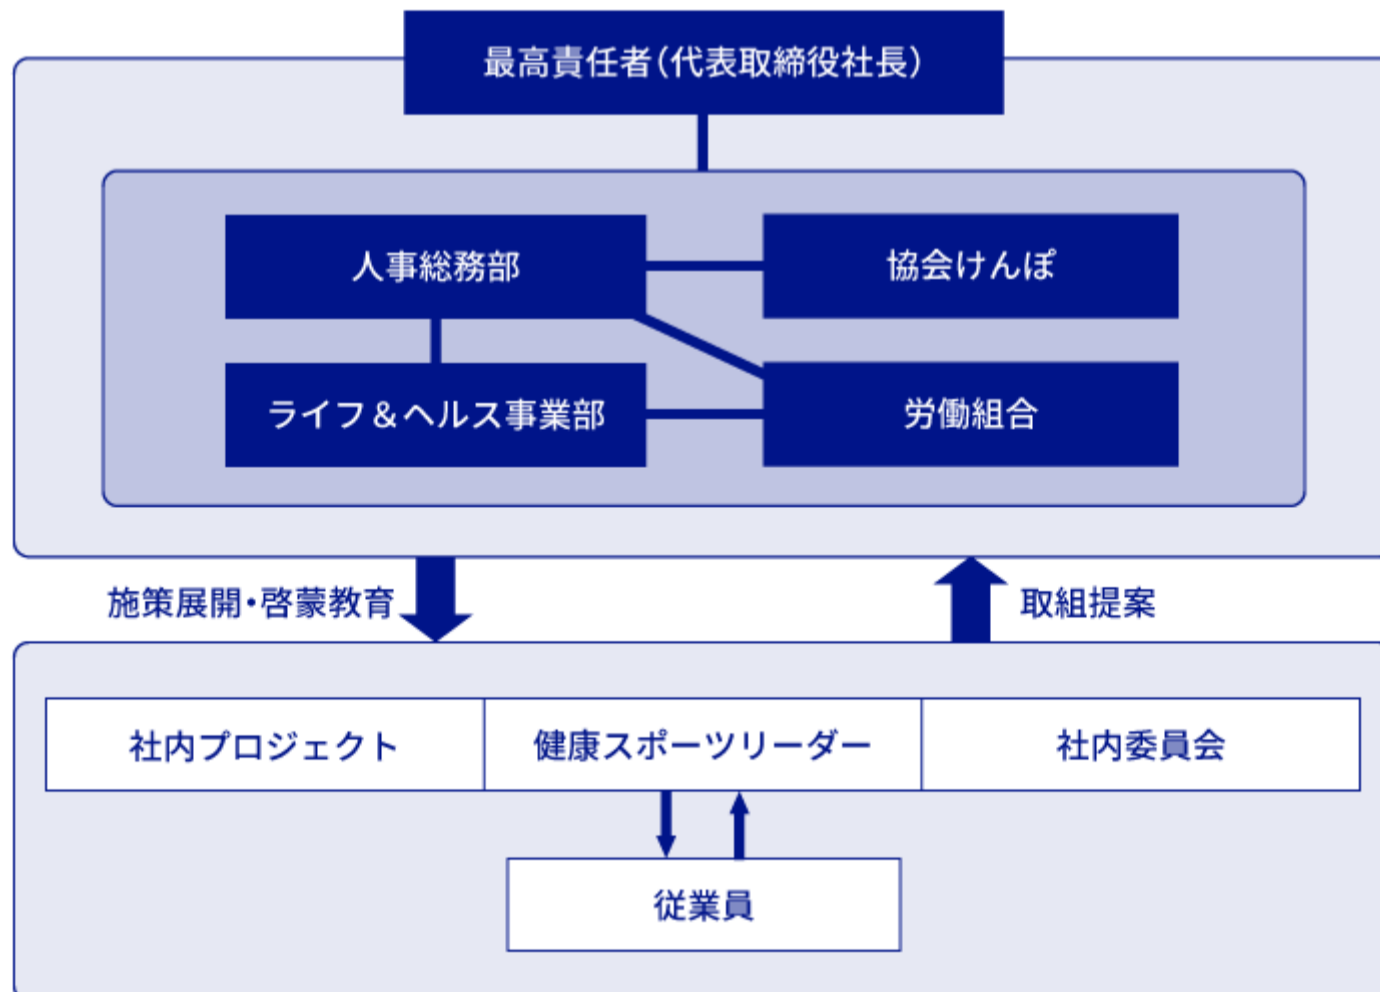 最高責任者(代表取締役社長)
人事総務部
協会けんぽ
ライフ&ヘルス事業部
労働組合
施策展開・啓蒙教育
取組提案
社内プロジェクト
健康スポーツリーダー
社内委員会
従業員